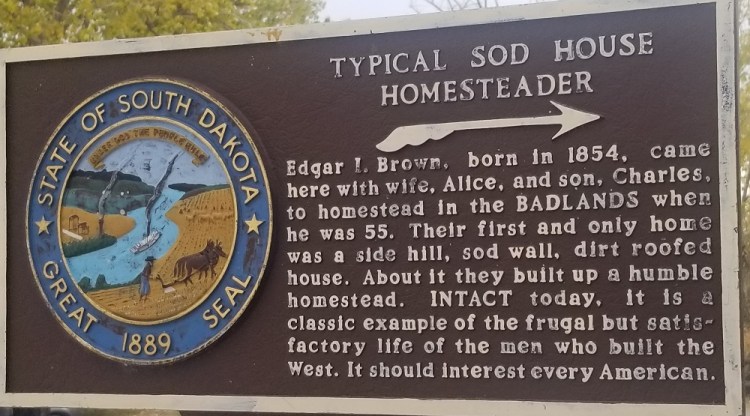 TYPICAL SOD HOUSE
HOMESTEADER
STATE OF SOUTH DAKOTA
UNDER GOD THE PEOPLE RULE
GREAT 1889 SEAL
Edgar I. Brown, born in 1854, came
here with wife, Alice, and son, Charles,
to homestead in the BADLANDS when
he was 55. Their first and only home
was a side hill, sod wall, dirt roofed
house. About it they built up a humble
homestead. INTACT today, it is a
classic example of the frugal but satis-
factory life of the men who built the
West. It should interest every American.